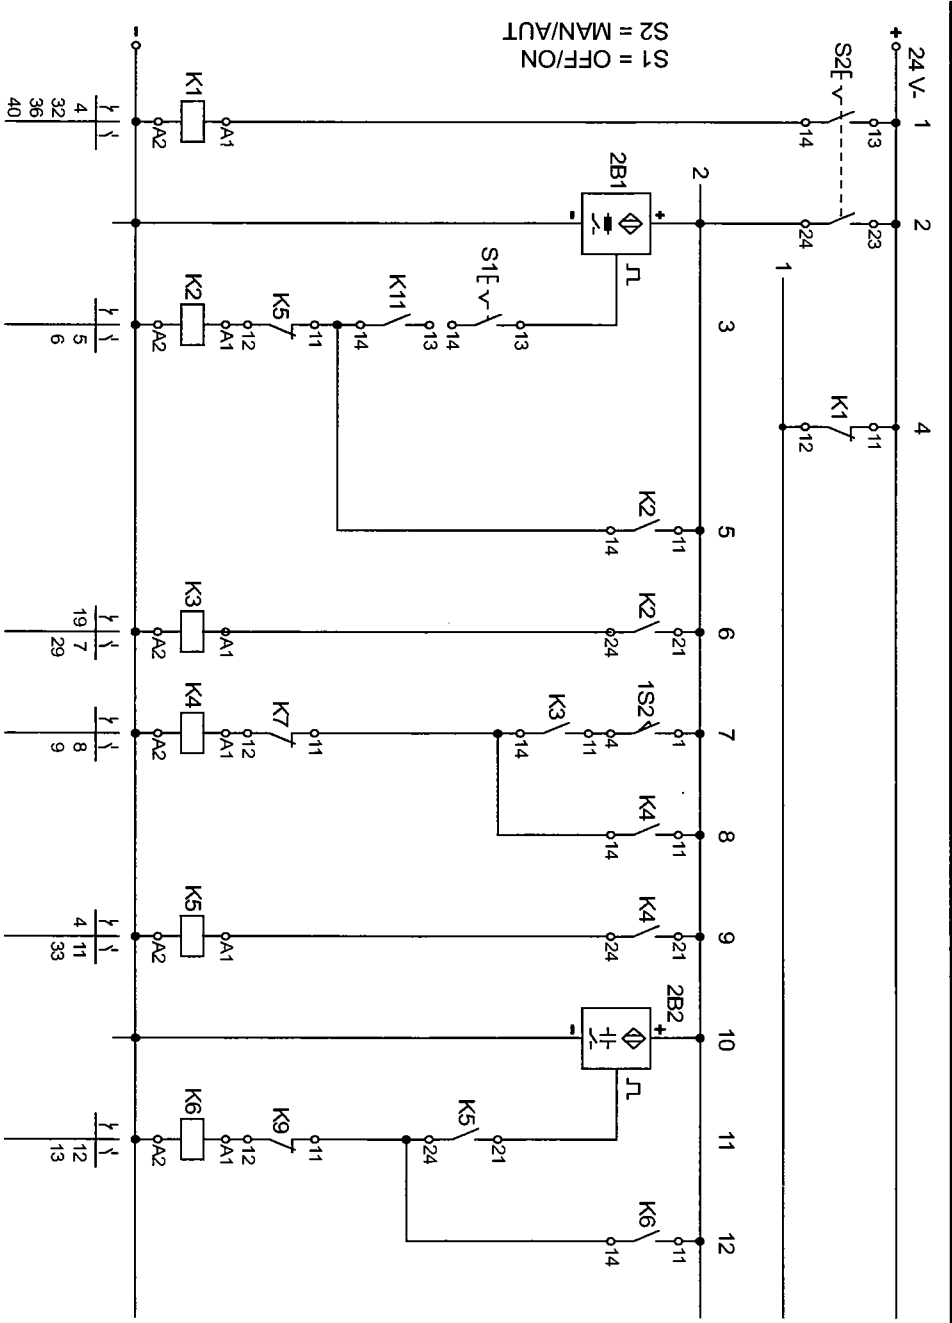 24 V-
1 2 4
+
13 23 11
S2 K1
14 24 12
1
3 5 6 7 8 9 10 11 12
2
11 21 1 11 21 11
+ +
2B1 K2 K2 1S2 K4 K4 2B2 K6
14 24 4 14 24 14
- -
11
K3
14
13
S1
14
21
K5
24
13
K11
14
11 11 11
K5 K7 K9
12 12 12
A1 A1 A1 A1 A1 A1
K1 K2 K3 K4 K5 K6
A2 A2 A2 A2 A2 A2
-
4 5 19 7 8 4 11 12
32 6 29 9 33 13
36
40
S1 = OFF/ON
S2 = MAN/AUT